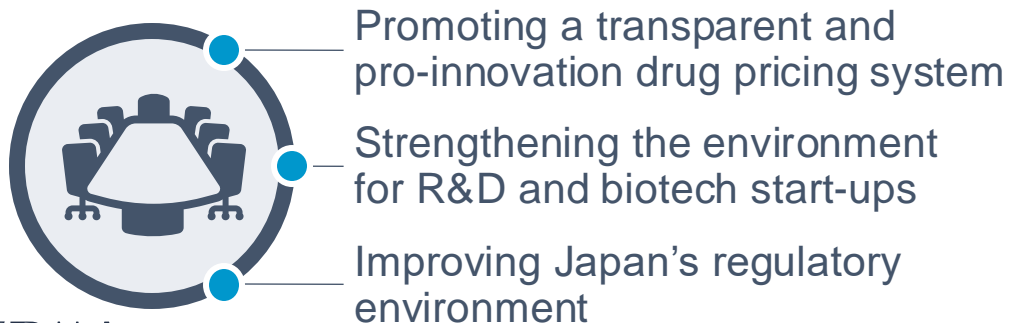 Promoting a transparent and
pro-innovation drug pricing system
Strengthening the environment
for R&D and biotech start-ups
Improving Japan's regulatory
environment